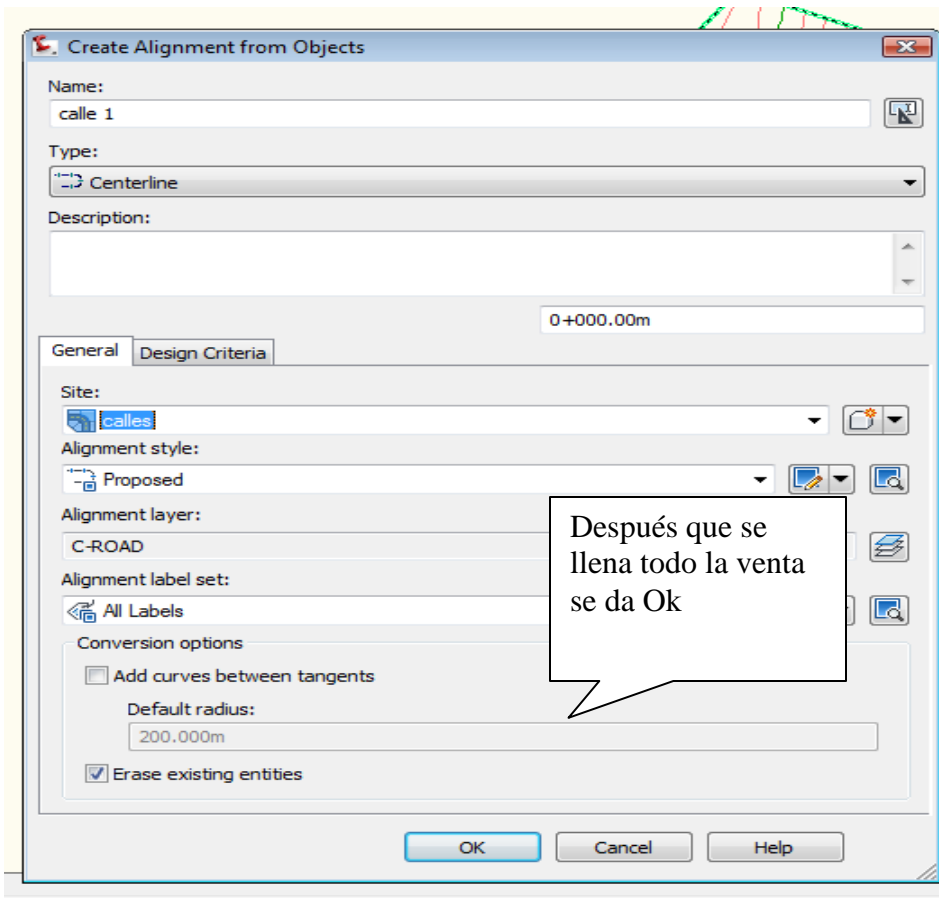 Create Alignment from Objects
Name:
calle 1
Type:
Centerline
Description:
0+000.00m
General
Design Criteria
Site:
calles
Alignment style:
Proposed
Alignment layer:
C-ROAD
Alignment label set:
All Labels
Conversion options
Add curves between tangents
Default radius:
200.000m
Erase existing entities
Después que se
llena todo la venta
se da Ok
OK
Cancel
Help